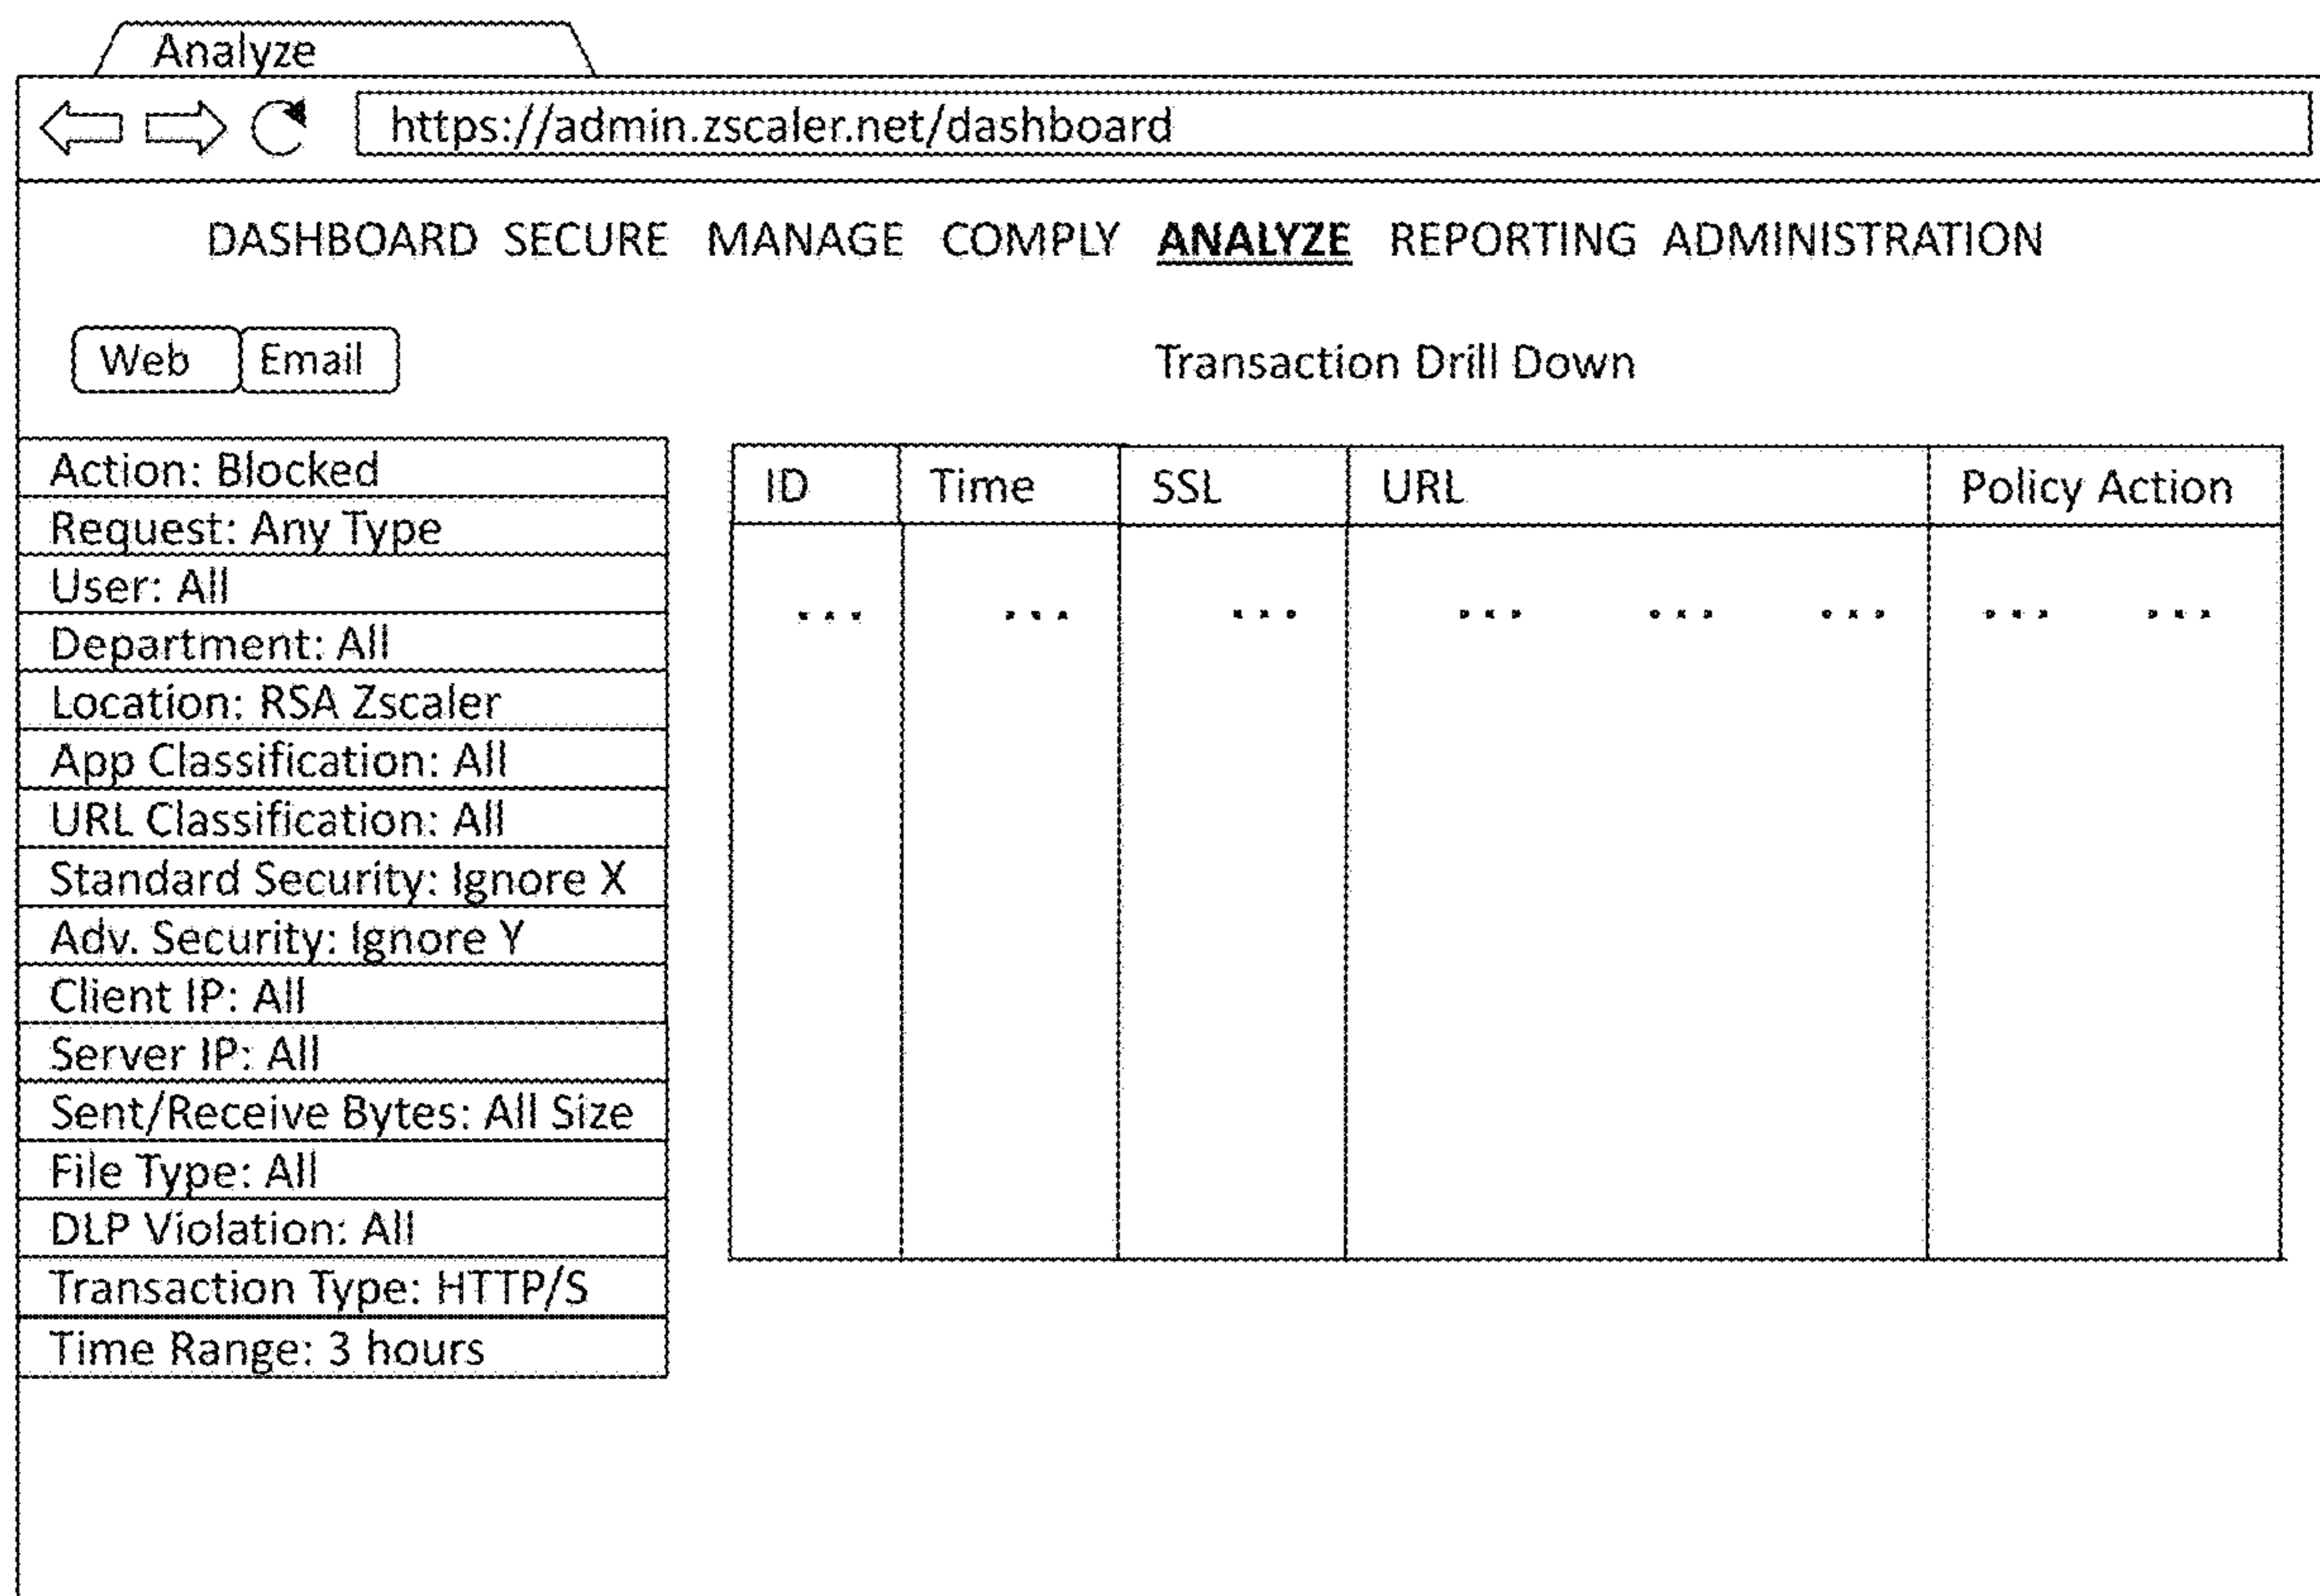 Analyze
https://admin.zscaler.net/dashboard
DASHBOARD SECURE MANAGE COMPLY ANALYZE REPORTING ADMINISTRATION
Web Email
Transaction Drill Down
Action: Blocked
Request: Any Type
User: All
Department: All
Location: RSA Zscaler
App Classification: All
URL Classification: All
Standard Security: Ignore X
Adv. Security: Ignore Y
Client IP: All
Server IP: All
Sent/Receive Bytes: All Size
File Type: All
DLP Violation: All
Transaction Type: HTTP/S
Time Range: 3 hours
ID Time SSL URL Policy Action
... ... ... ... ... ... ... ...